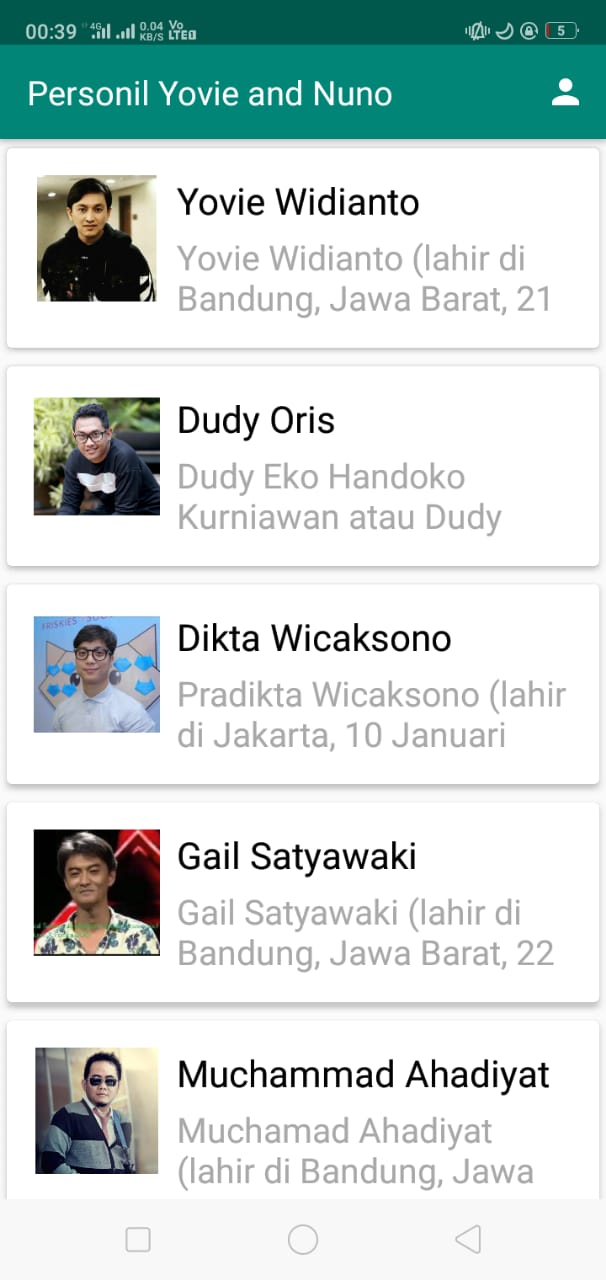 00:39 4G 0.04 KB/S Vo LTE 5
Personil Yovie and Nuno
Yovie Widianto
Yovie Widianto (lahir di
Bandung, Jawa Barat, 21
Dudy Oris
Dudy Eko Handoko
Kurniawan atau Dudy
FRISKIES
Dikta Wicaksono
Pradikta Wicaksono (lahir
di Jakarta, 10 Januari
Gail Satyawaki
Gail Satyawaki (lahir di
Bandung, Jawa Barat, 22
Muchammad Ahadiyat
Muchamad Ahadiyat
(lahir di Bandung, Jawa